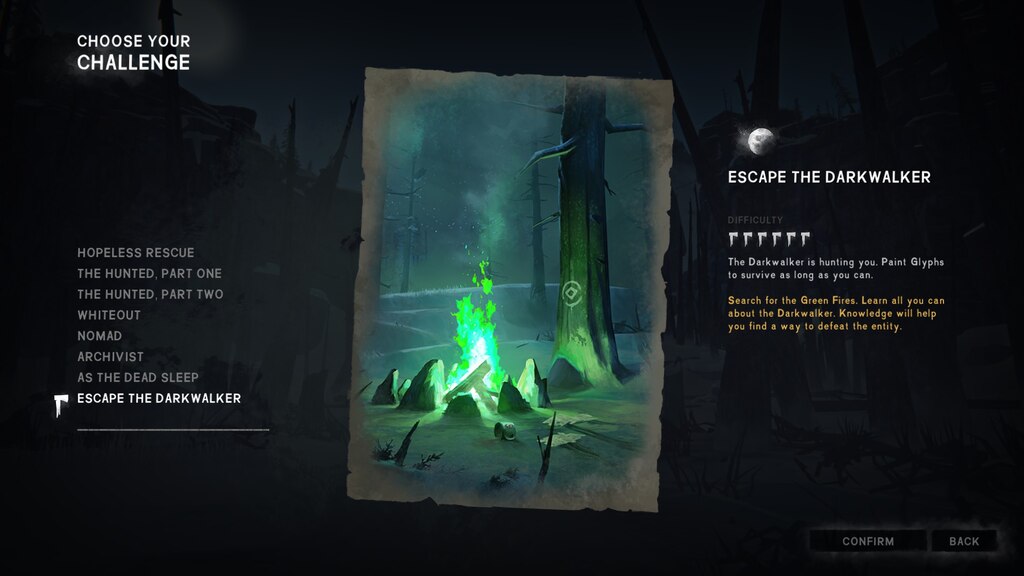 CHOOSE YOUR
CHALLENGE
HOPELESS RESCUE
THE HUNTED, PART ONE
THE HUNTED, PART TWO
WHITEOUT
NOMAD
ARCHIVIST
AS THE DEAD SLEEP
ESCAPE THE DARKWALKER
ESCAPE THE DARKWALKER
DIFFICULTY
The Darkwalker is hunting you. Paint Glyphs
to survive as long as you can.
Search for the Green Fires. Learn all you can
about the Darkwalker. Knowledge will help
you find a way to defeat the entity.
CONFIRM
BACK